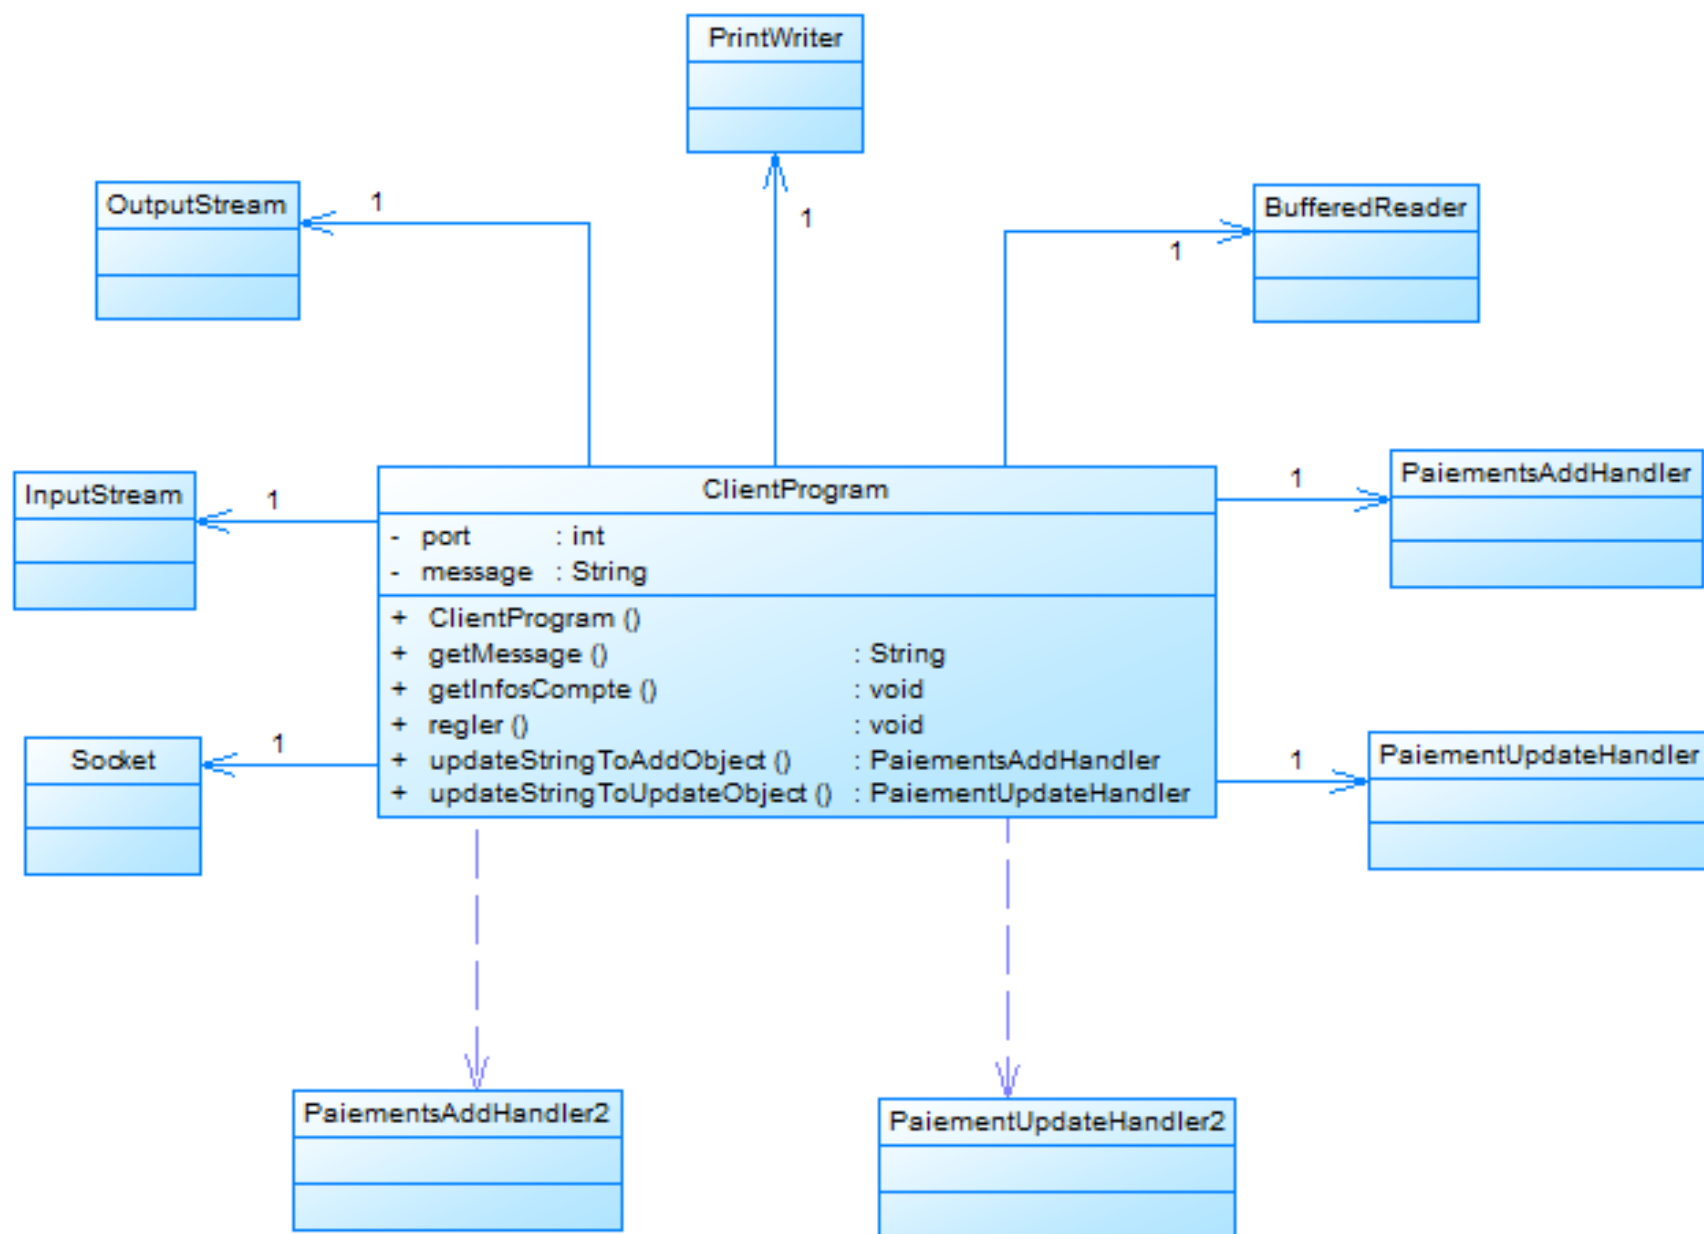 PrintWriter
1
OutputStream
1
BufferedReader
1
InputStream
1
ClientProgram
- port : int
- message : String
+ ClientProgram ()
+ getMessage () : String
+ getInfosCompte () : void
+ regler () : void
+ updateStringToAddObject () : PaiementsAddHandler
+ updateStringToUpdateObject () : PaiementUpdateHandler
1
PaiementsAddHandler
Socket
1
1
PaiementUpdateHandler
PaiementsAddHandler2
PaiementUpdateHandler2